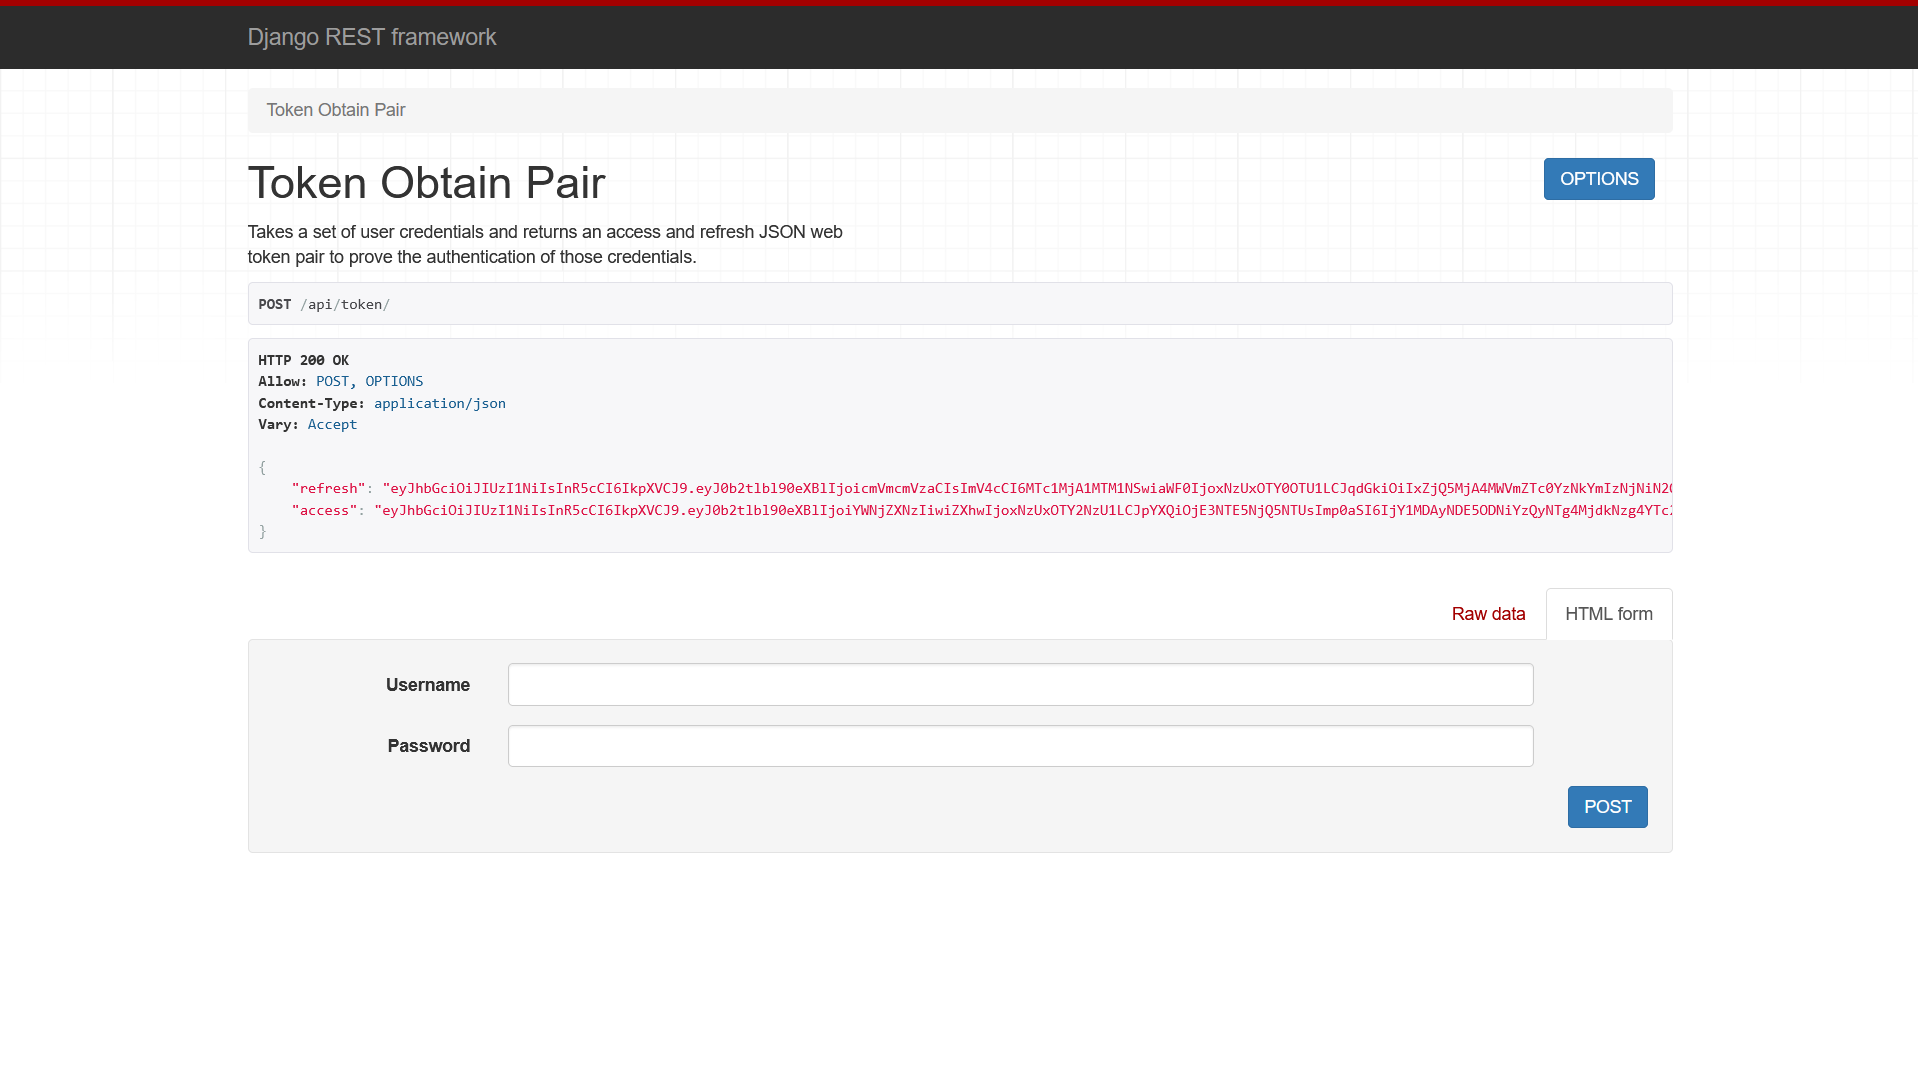 Django REST framework
Token Obtain Pair
Token Obtain Pair
OPTIONS
Takes a set of user credentials and returns an access and refresh JSON web
token pair to prove the authentication of those credentials.
POST /api/token/
HTTP 200 OK
Allow: POST, OPTIONS
Content-Type: application/json
Vary: Accept
{
"refresh": "eyJhbGciOiJIUzI1NiIsInR5cCI6IkpXVCJ9.eyJ0b2tlbl90eXBlIjoicmVmcmVzaCIsImV4cCI6MTc1MjA1MTM1NSwiaWF0IjoxNzUxOTY0OTU1LCJqdGkiOiIxZjQ5MjA4MWVmZTc0YzNkYmIzNjNiN2
"access": "eyJhbGciOiJIUzI1NiIsInR5cCI6IkpXVCJ9.eyJ0b2tlbl90eXBlIjoiYWNjZXNzIiwiZXhwIjoxNzUxOTY2NzU1LCJpYXQiOjE3NTE5NjQ5NTUsImp0aSI6IjY1MDAyNDE5ODNiYzQyNTg4MjdkNzg4YTc
}
Raw data
HTML form
Username
Password
POST